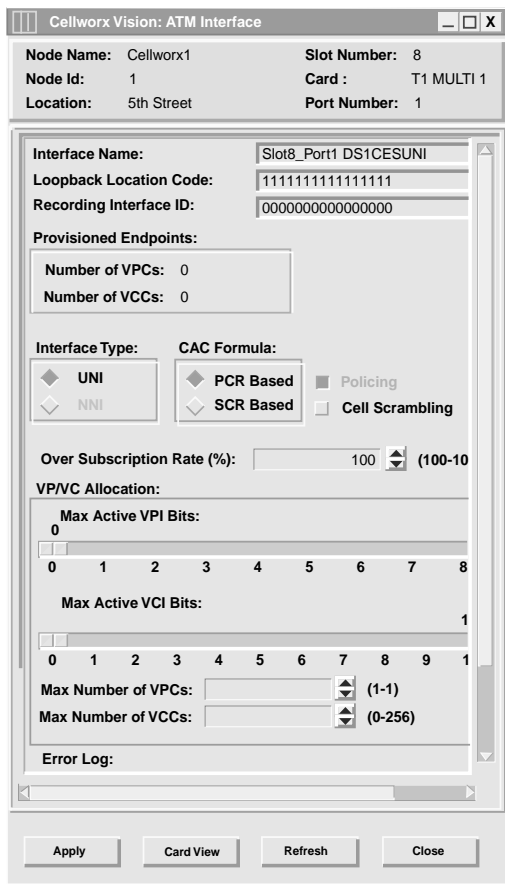 Cellworx Vision: ATM Interface
X
Node Name: Cellworx1 Slot Number: 8
Node Id: 1 Card : T1 MULTI 1
Location: 5th Street Port Number: 1
Interface Name: Slot8_Port1 DS1CESUNI
Loopback Location Code: 1111111111111111
Recording Interface ID: 0000000000000000
Provisioned Endpoints:
Number of VPCs: 0
Number of VCCs: 0
Interface Type: CAC Formula:
UNI PCR Based Policing
NNI SCR Based Cell Scrambling
Over Subscription Rate (%): 100 (100-10
VP/VC Allocation:
Max Active VPI Bits:
0
0 1 2 3 4 5 6 7 8
Max Active VCI Bits:
1
0 1 2 3 4 5 6 7 8 9 1
Max Number of VPCs: (1-1)
Max Number of VCCs: (0-256)
Error Log:
Apply Card View Refresh Close